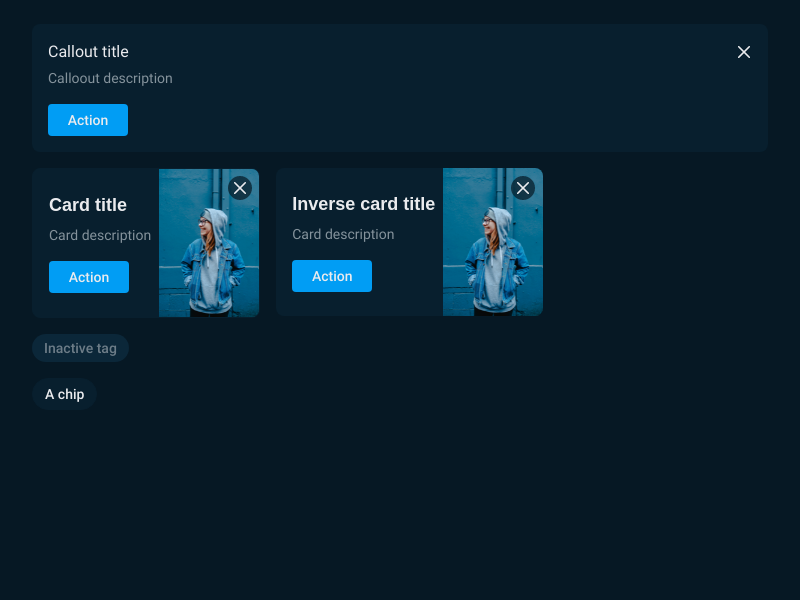 Callout title
Calloout description
Action
Card title
Card description
Action
Inverse card title
Card description
Action
Inactive tag
A chip